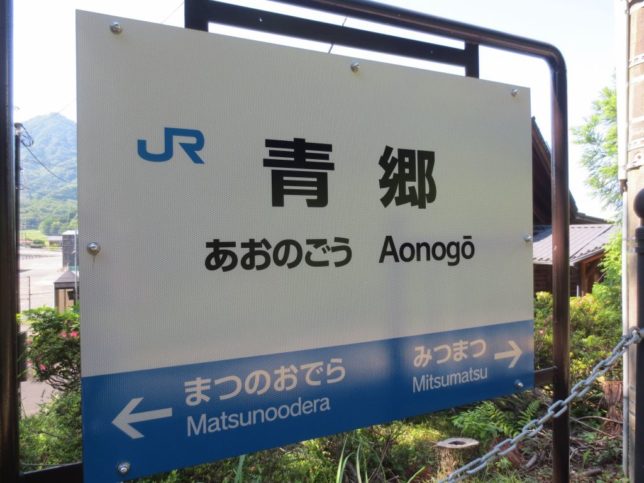 JR
青郷
あおのごう Aonogō
まつのおでら
Matsunoodera
みつまつ
Mitsumatsu